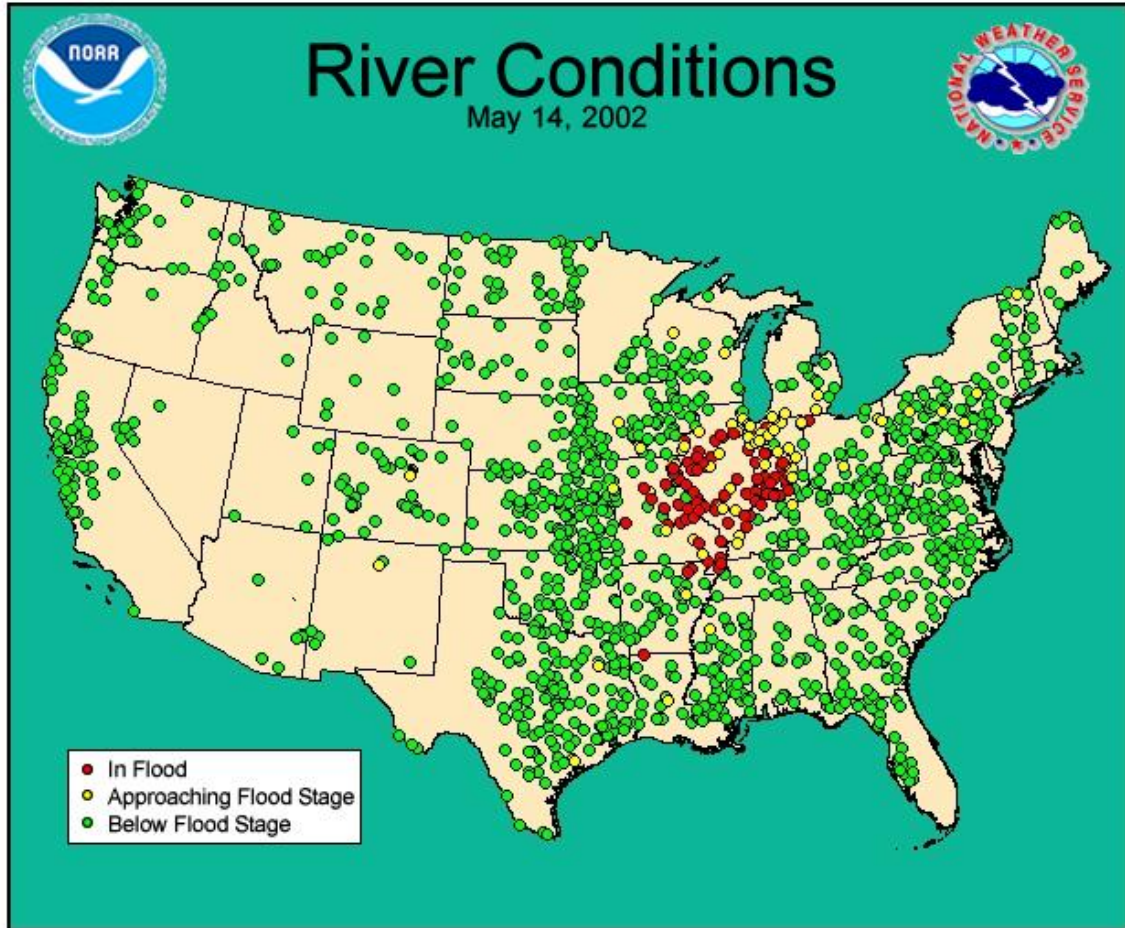 NOAA
River Conditions
May 14, 2002
NATIONAL WEATHER SERVICE
In Flood
Approaching Flood Stage
Below Flood Stage